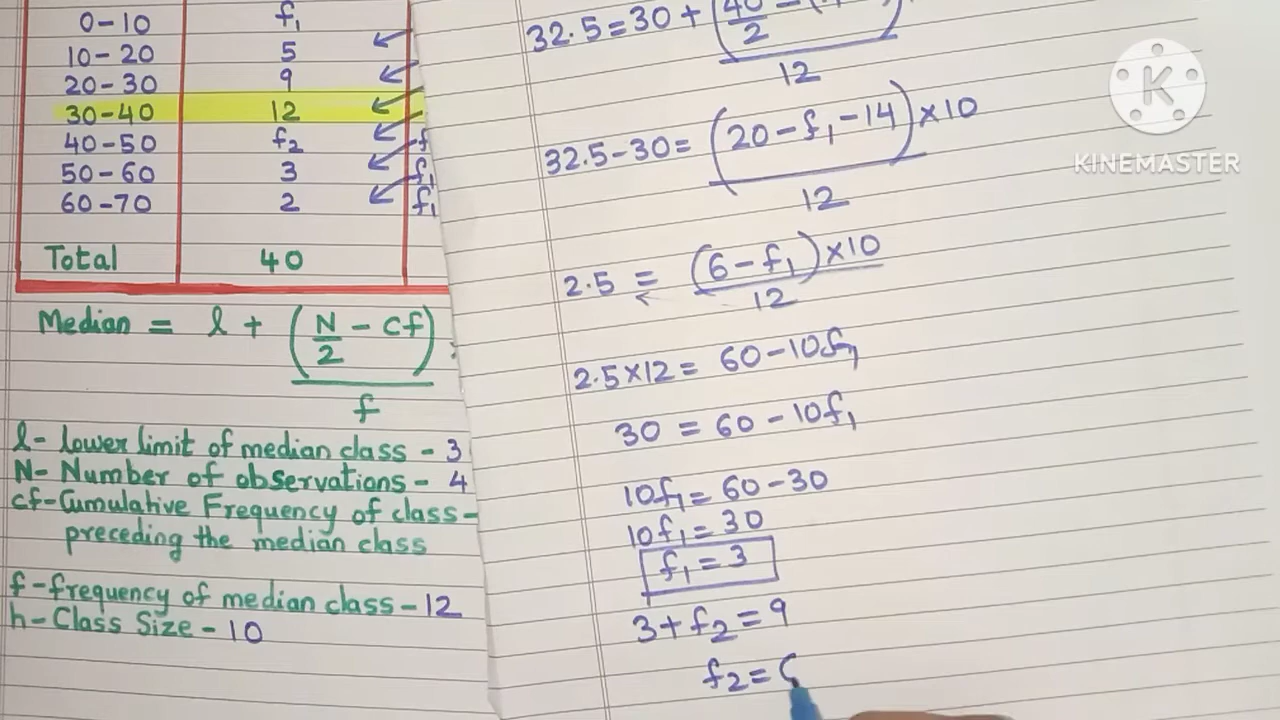 0-10 f₁
10-20 5
20-30 9
30-40 12
40-50 f₂
50-60 3 f₁
60-70 2 f₁
Total 40
Median = l + (N/2 - cf)
f
l- lower limit of median class - 3
N- Number of observations - 4
cf-Cumulative Frequency of class-
preceding the median class
f-frequency of median class-12
h-Class Size-10
32.5=30+(40/2 -
12
32.5-30= (20-f₁-14)×10
12
2.5 = (6-f₁)×10
12
2.5×12= 60-10f₁
30 = 60-10f₁
10f₁= 60-30
10f₁=30
f₁=3
3+f₂=9
f₂=
KINEMASTER